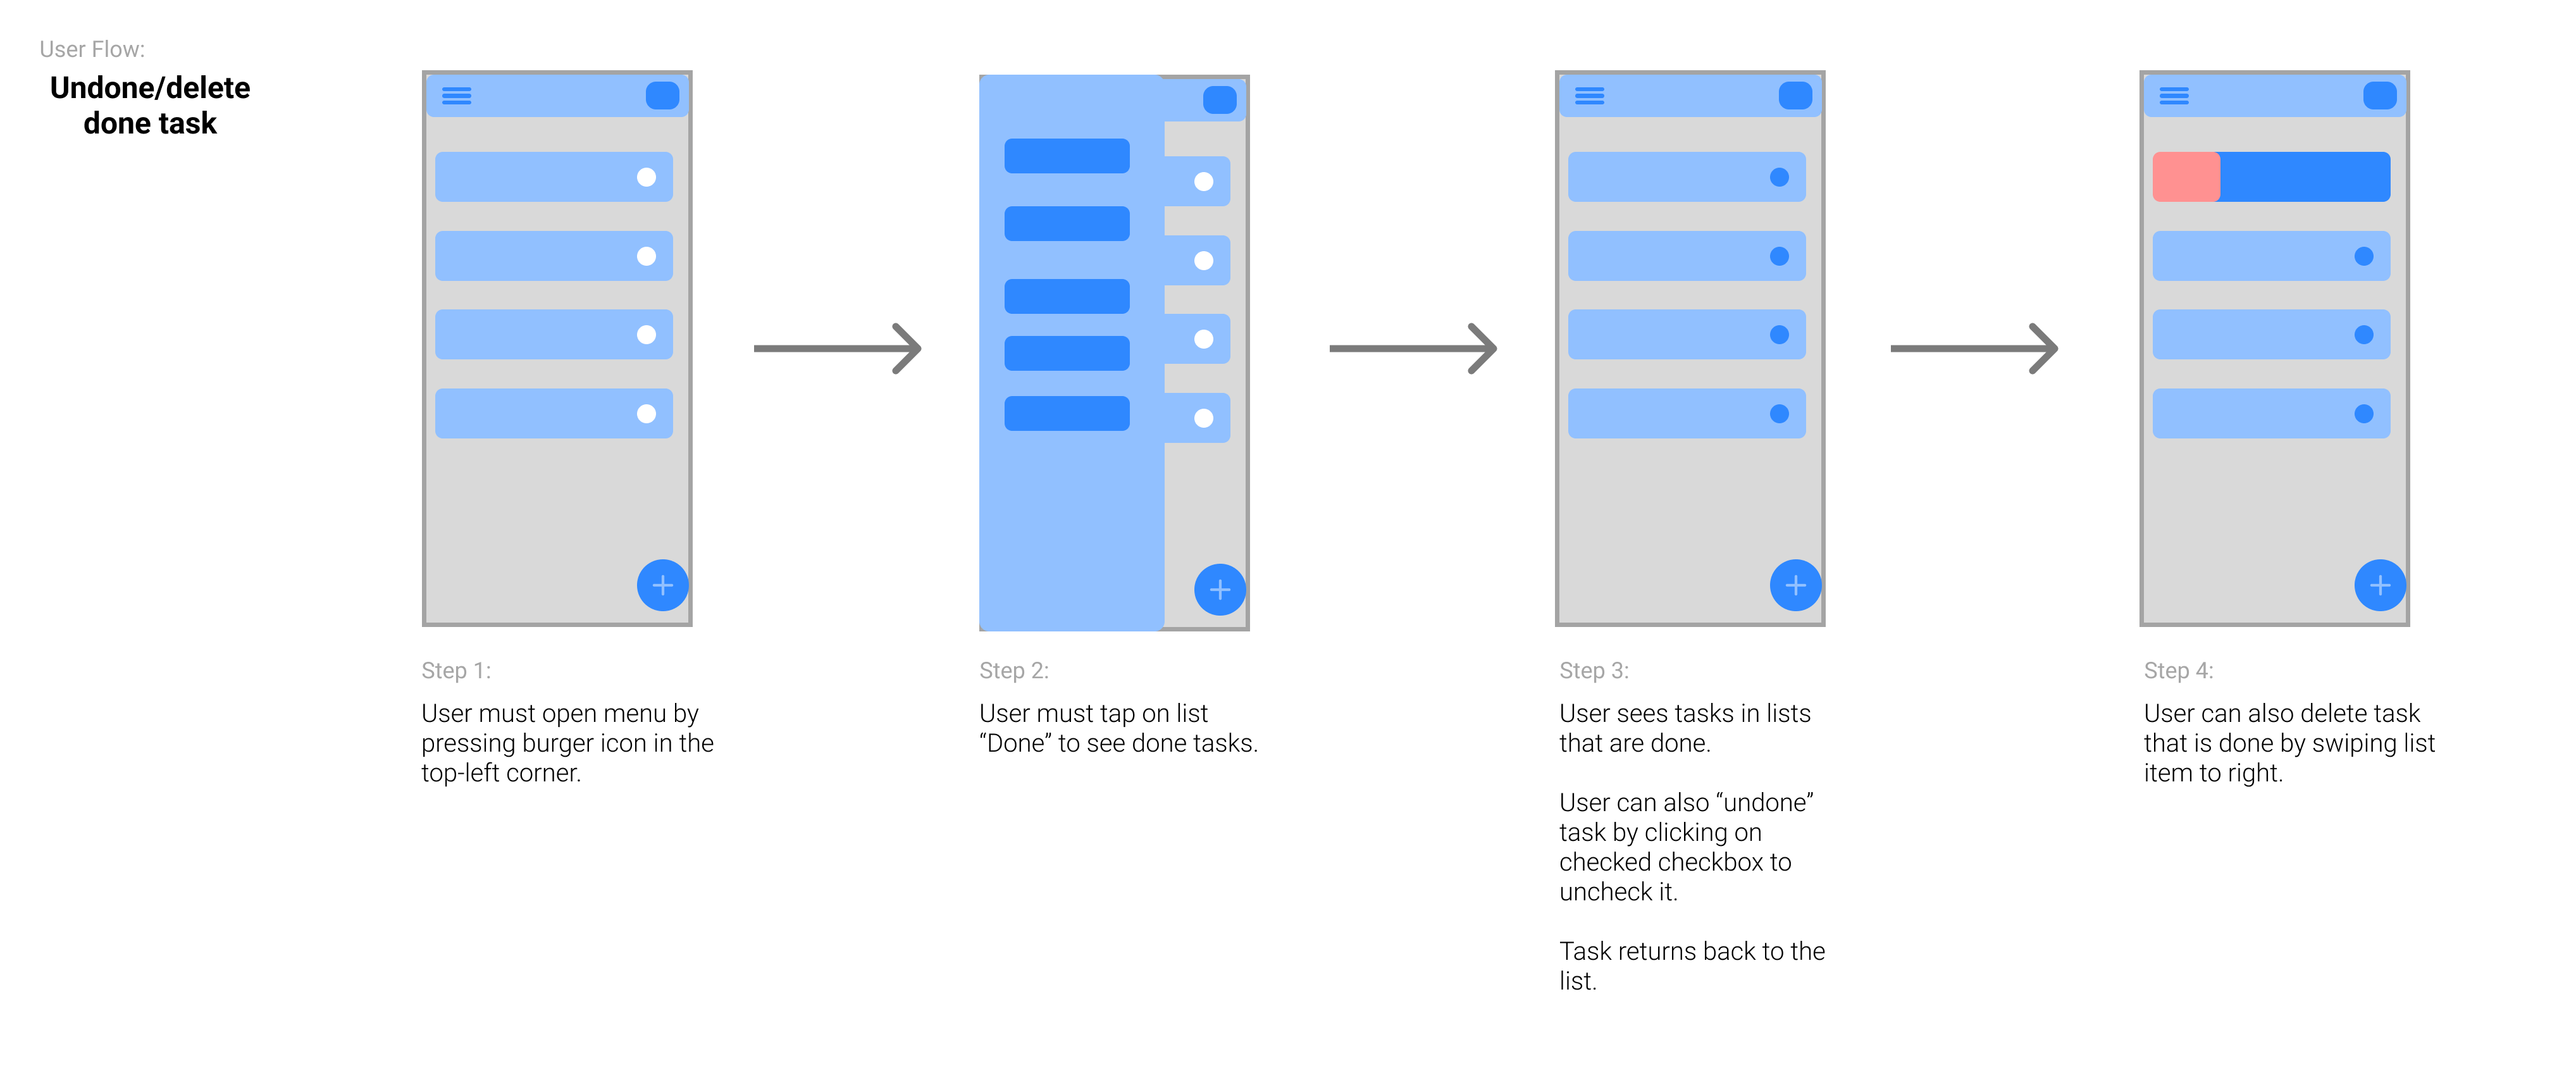 User Flow:
Undone/delete
done task
Step 1:
User must open menu by
pressing burger icon in the
top-left corner.
Step 2:
User must tap on list
“Done” to see done tasks.
Step 3:
User sees tasks in lists
that are done.
User can also “undone”
task by clicking on
checked checkbox to
uncheck it.
Task returns back to the
list.
Step 4:
User can also delete task
that is done by swiping list
item to right.